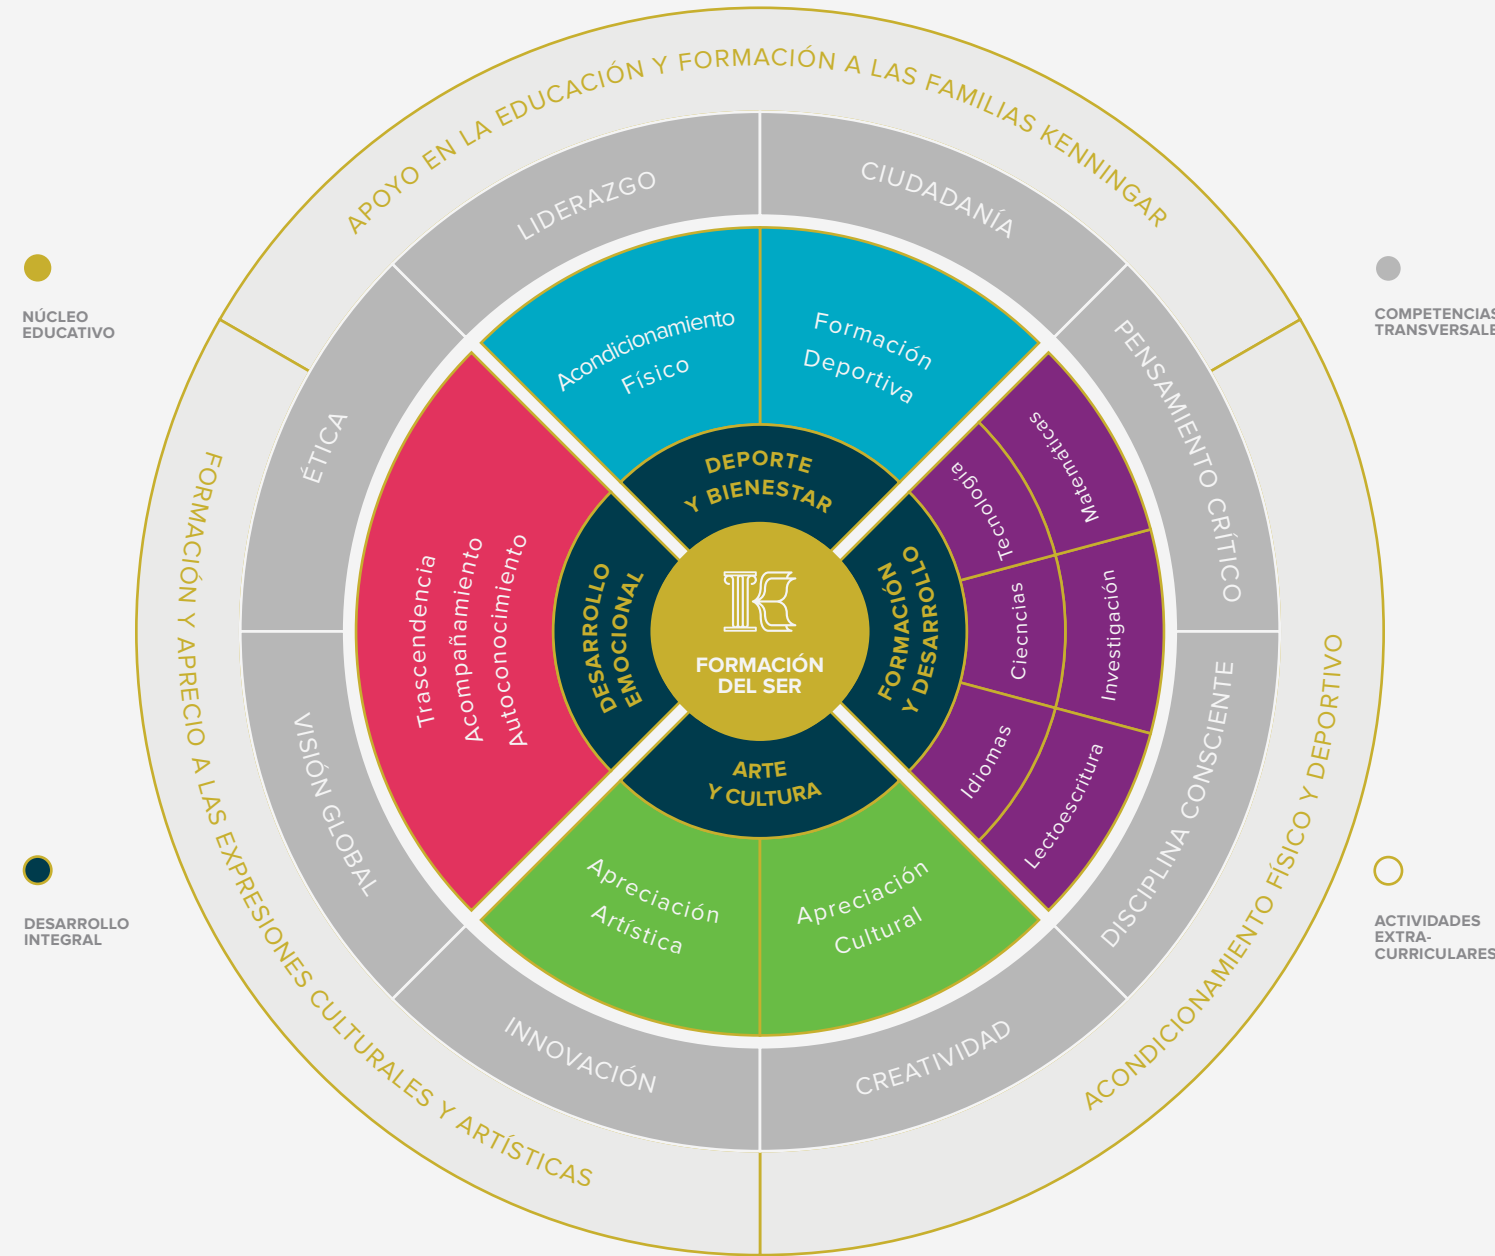 APOYO EN LA EDUCACIÓN Y FORMACIÓN A LAS FAMILIAS KENNINGAR
LIDERAZGO
CIUDADANÍA
ÉTICA
PENSAMIENTO CRÍTICO
VISIÓN GLOBAL
DISCIPLINA CONSCIENTE
INNOVACIÓN
CREATIVIDAD
FORMACIÓN Y APRECIO A LAS EXPRESIONES CULTURALES Y ARTÍSTICAS
ACONDICIONAMIENTO FÍSICO Y DEPORTIVO
NÚCLEO
EDUCATIVO
COMPETENCIAS
TRANSVERSALE
DESARROLLO
INTEGRAL
ACTIVIDADES
EXTRA-
CURRICULARES
Acondicionamiento
Físico
Formación
Deportiva
DEPORTE
Y BIENESTAR
Trascendencia
Acompañamiento
Autoconocimiento
DESARROLLO
EMOCIONAL
FORMACIÓN
DEL SER
FORMACIÓN
Y DESARROLLO
Tecnología
Matemáticas
Ciecncias
Investigación
Idiomas
Lectoescritura
ARTE
Y CULTURA
Apreciación
Artística
Apreciación
Cultural